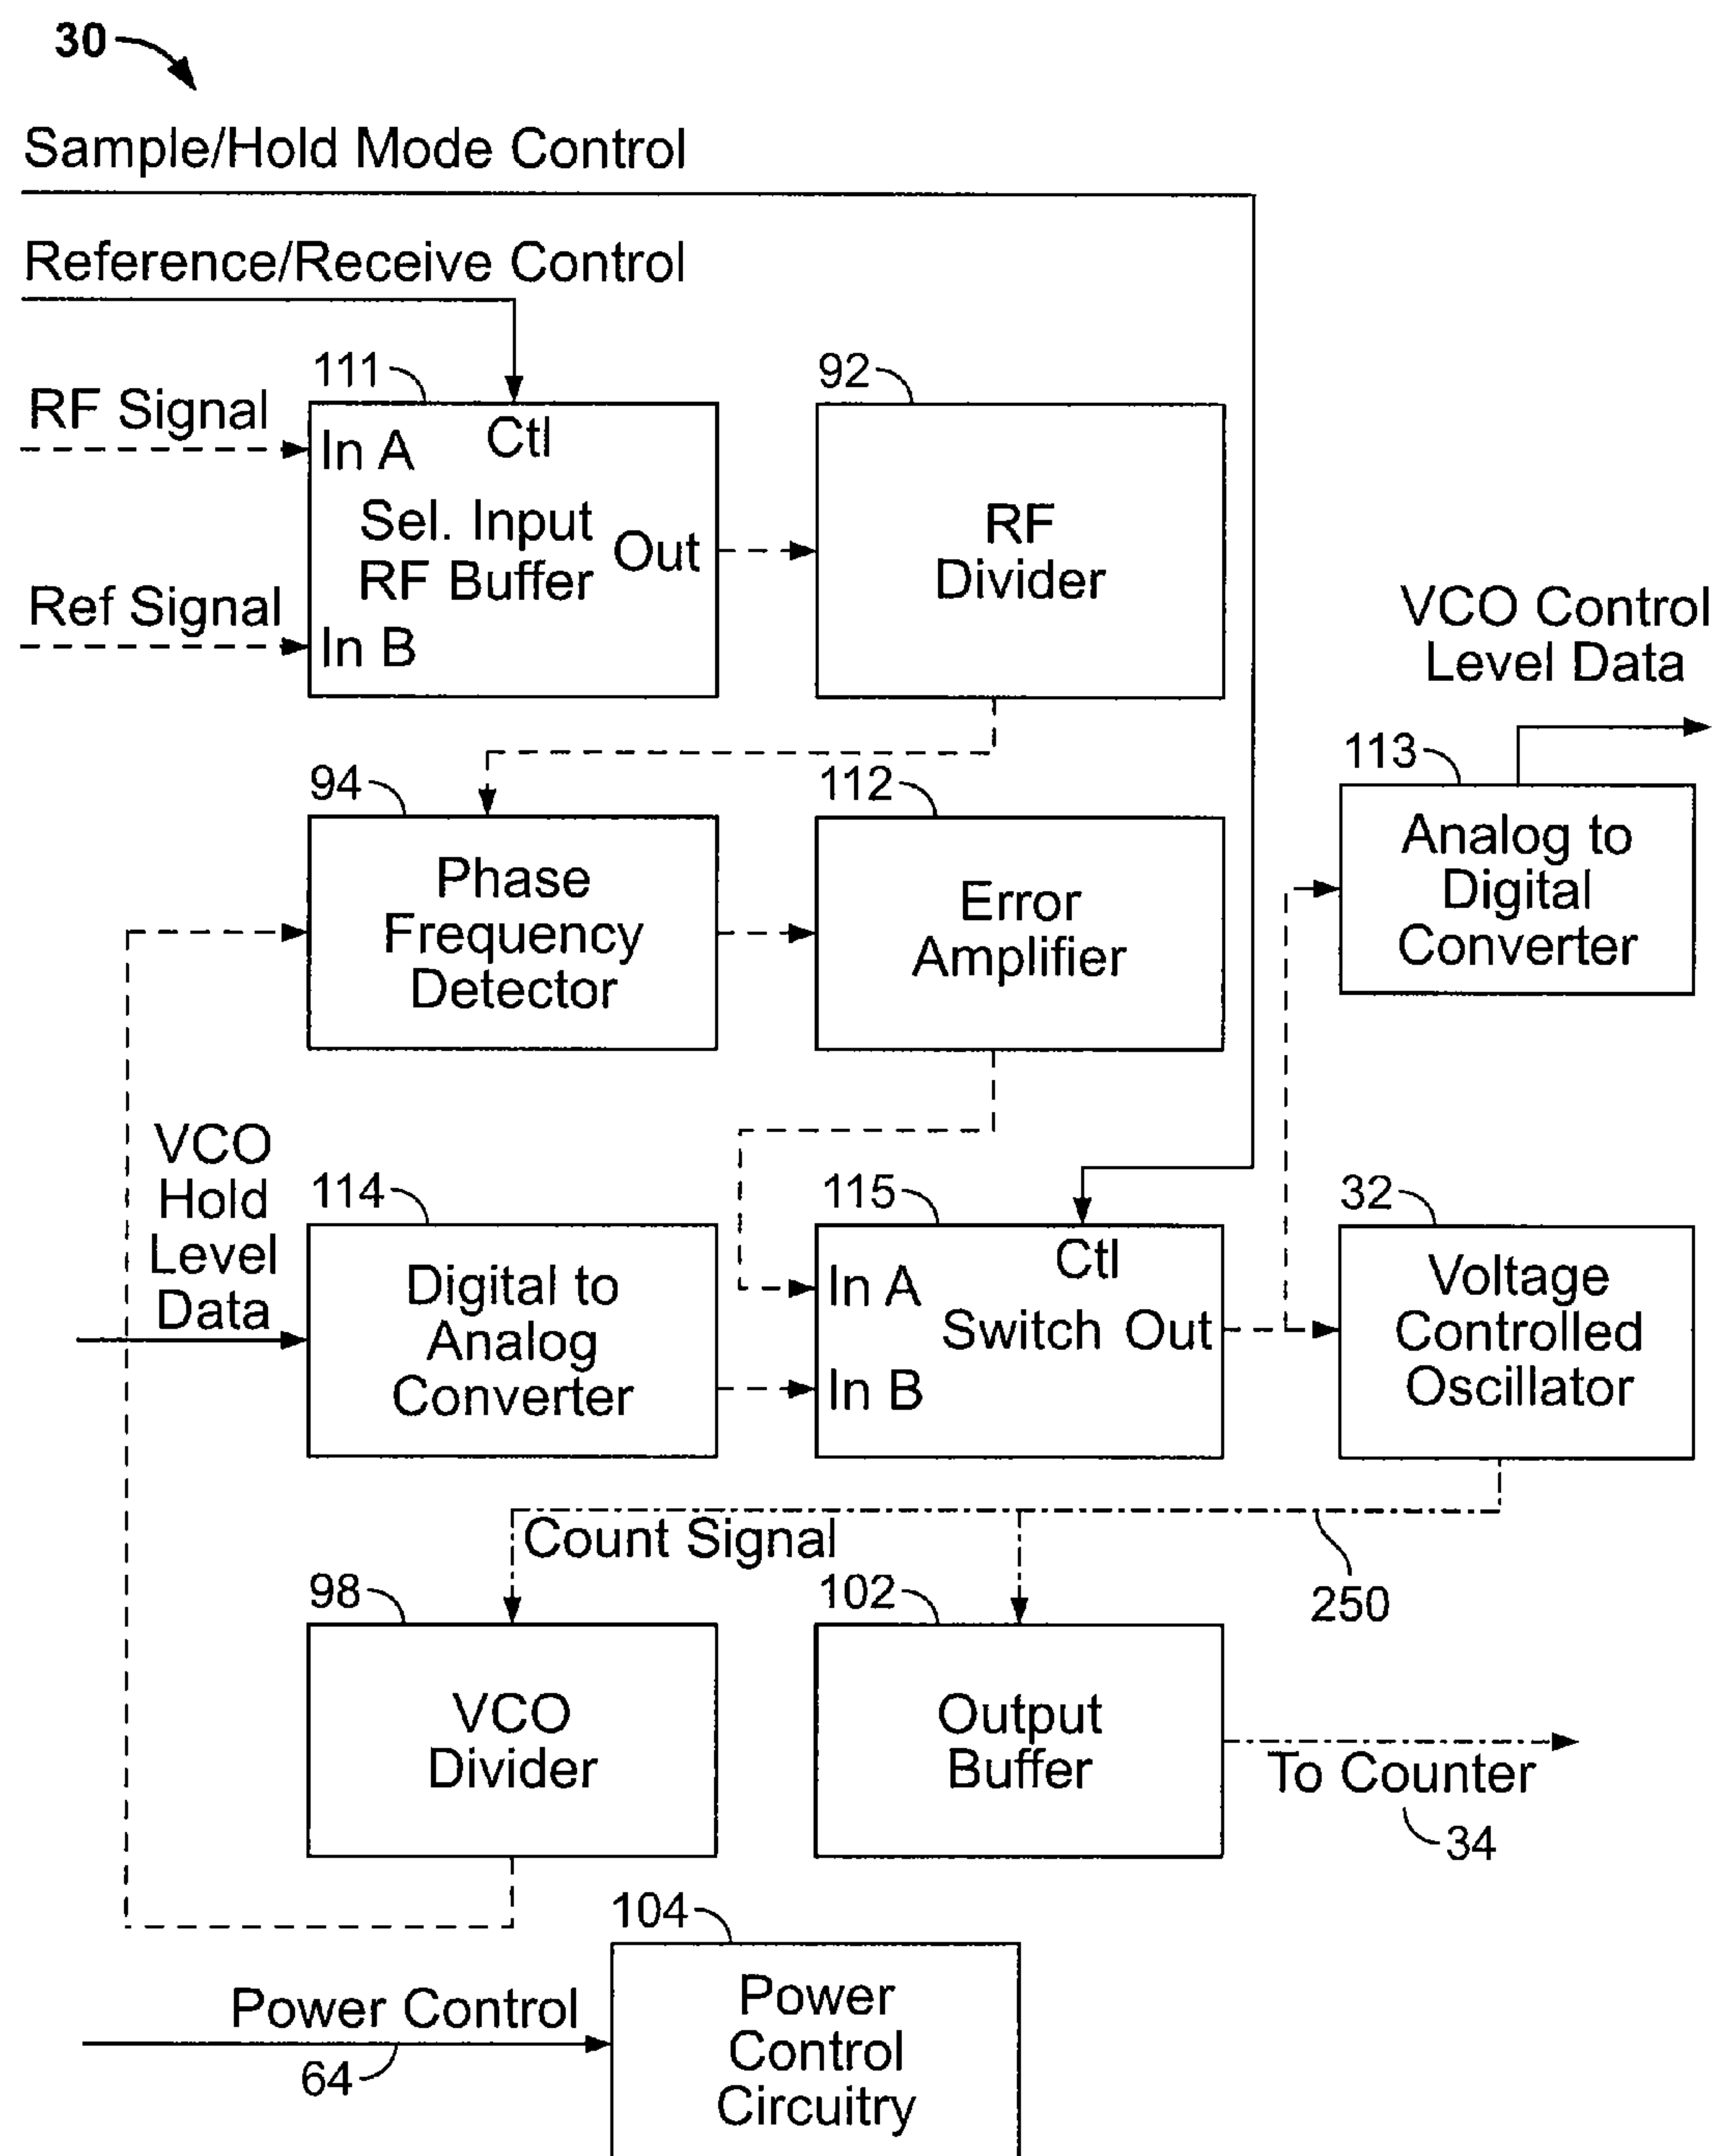 30
Sample/Hold Mode Control
Reference/Receive Control
111
92
RF Signal
In A
Ctl
Sel. Input
RF Buffer
Out
Ref Signal
In B
RF
Divider
VCO Control
Level Data
94
112
113
Phase
Frequency
Detector
Error
Amplifier
Analog to
Digital
Converter
VCO
Hold
Level
Data
114
115
32
Digital to
Analog
Converter
Ctl
In A
Switch Out
In B
Voltage
Controlled
Oscillator
Count Signal
250
98
102
VCO
Divider
Output
Buffer
To Counter
34
104
Power Control
64
Power
Control
Circuitry